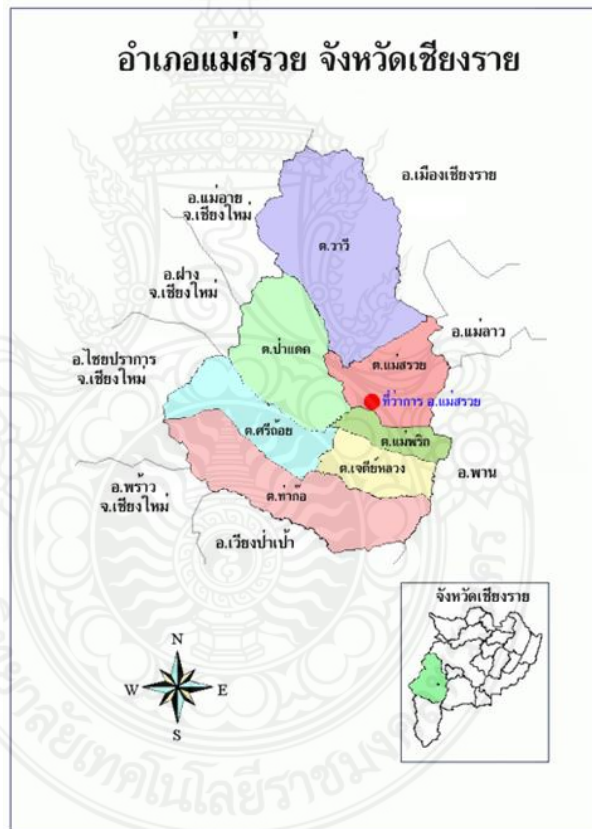 อำเภอแม่สรวย จังหวัดเชียงราย
อ.เมืองเชียงราย
อ.แม่อาย
จ.เชียงใหม่
ต.วาวี
อ.ฝาง
จ.เชียงใหม่
อ.แม่ลาว
ต.ป่าแดด
ต.แม่สรวย
อ.ไชยปราการ
จ.เชียงใหม่
ที่ว่าการ อ.แม่สรวย
ต.ศรีถ้อย
ต.แม่พริก
ต.เจดีย์หลวง
อ.พาน
อ.พร้าว
จ.เชียงใหม่
ต.ท่าก๊อ
อ.เวียงป่าเป้า
จังหวัดเชียงราย
N
W
E
S